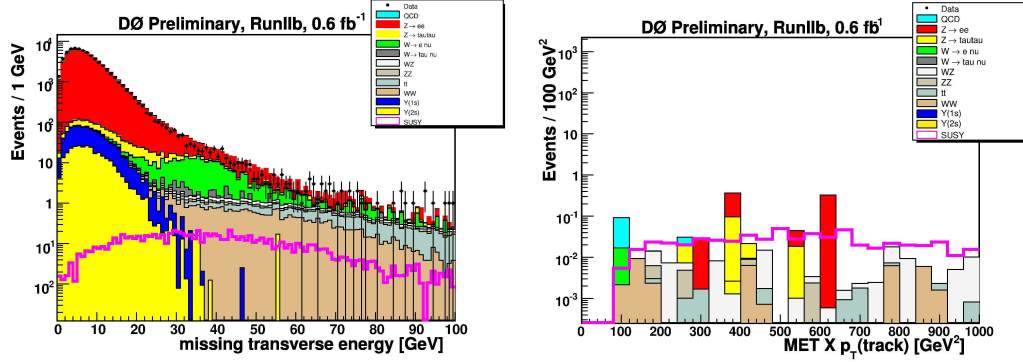 DØ Preliminary, RunIIb, 0.6 fb-1
Data
QCD
Z → ee
Z → tautau
W → e nu
W → tau nu
WZ
ZZ
tt
WW
Y(1s)
Y(2s)
SUSY
Events / 1 GeV
10^4
10^3
10^2
10
1
10^-1
10^-2
0 10 20 30 40 50 60 70 80 90 100
missing transverse energy [GeV]
DØ Preliminary, RunIIb, 0.6 fb-1
Data
QCD
Z → ee
Z → tautau
W → e nu
W → tau nu
WZ
ZZ
tt
WW
Y(1s)
Y(2s)
SUSY
Events / 100 GeV²
10^3
10^2
10
1
10^-1
10^-2
10^-3
0 100 200 300 400 500 600 700 800 900 1000
MET X p_T(track) [GeV²]